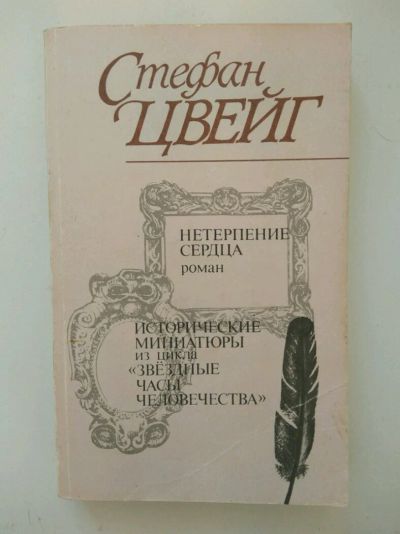 Стефан
ЦВЕЙГ
НЕТЕРПЕНИЕ
СЕРДЦА
роман
ИСТОРИЧЕСКИЕ
МИНИАТЮРЫ
ИЗ ЦИКЛА
«ЗВЁЗДНЫЕ
ЧАСЫ
ЧЕЛОВЕЧЕСТВА»